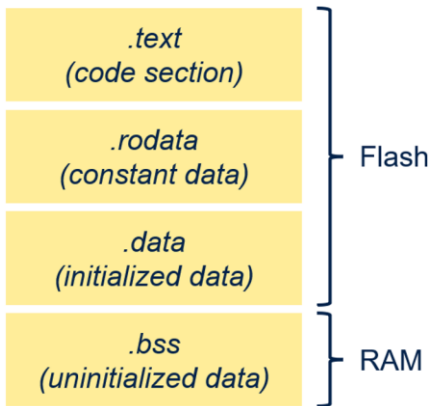 .text
(code section)
.rodata
(constant data)
Flash
.data
(initialized data)
.bss
(uninitialized data)
RAM